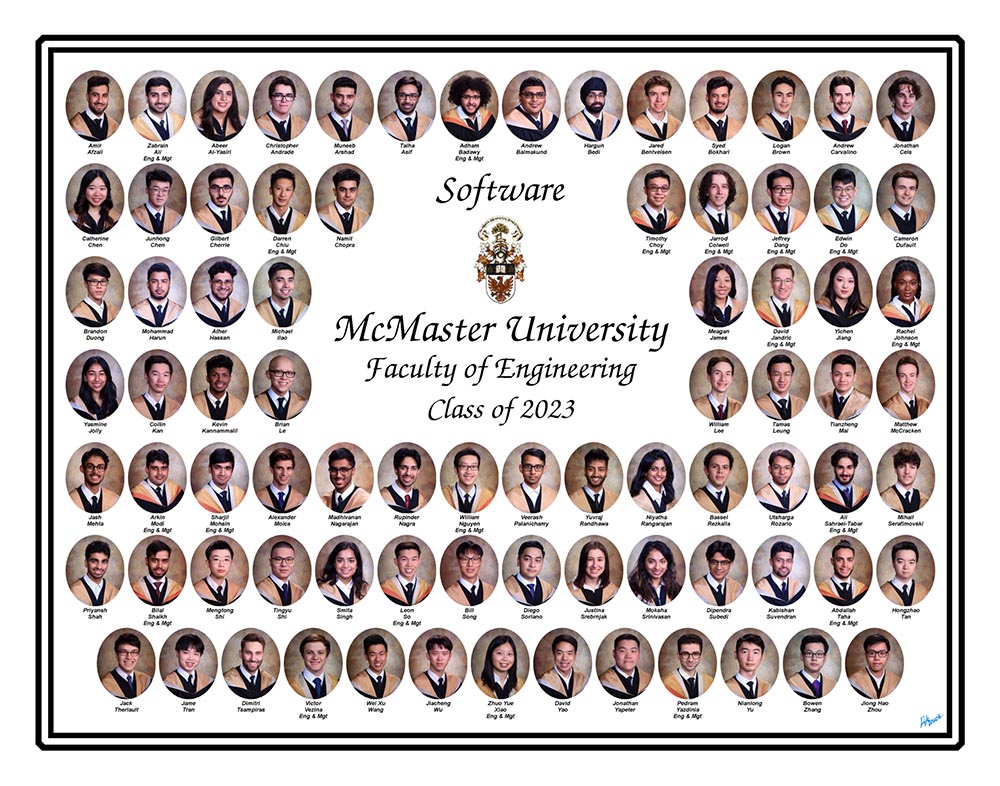 Amir Afzali
Zabrain Ali Eng & Mgt
Abeer Al-Yasiri
Christopher Andrade
Muneeb Arshad
Talha Asif
Adham Badawy Eng & Mgt
Andrew Balmakund
Hargun Bedi
Jared Bentvelsen
Syed Bokhari
Logan Brown
Andrew Carvalino
Jonathan Cels
Catherine Chen
Junhong Chen
Gilbert Cherrie
Darren Chiu Eng & Mgt
Namit Chopra
Software
Timothy Choy Eng & Mgt
Jarrod Colwell Eng & Mgt
Jeffrey Dang Eng & Mgt
Edwin Do Eng & Mgt
Cameron Dufault
Brandon Duong
Mohammad Harun
Ather Hassan
Michael Ilao
McMaster University
Meagan James
David Jandric Eng & Mgt
Yichen Jiang
Rachel Johnson Eng & Mgt
Faculty of Engineering
Class of 2023
Yasmine Jolly
Collin Kan
Kevin Kannammalil
Brian Le
William Lee
Tamas Leung
Tianzheng Mai
Matthew McCracken
Jash Mehta
Arkin Modi Eng & Mgt
Sharjil Mohsin Eng & Mgt
Alexander Moica
Madhivanan Nagarajan
Rupinder Nagra
William Nguyen Eng & Mgt
Veerash Palanichamy
Yuvraj Randhawa
Niyatha Rangarajan
Bassel Rezkalla
Utsharga Rozario
Ali Sahraei-Tabar Eng & Mgt
Mihail Serafimovski
Priyansh Shah
Bilal Shaikh Eng & Mgt
Mengtong Shi
Tingyu Shi
Smita Singh
Leon So Eng & Mgt
Bill Song
Diego Soriano
Justina Srebrnjak
Moksha Srinivasan
Dipendra Subedi
Kabishan Suvendran
Abdallah Taha Eng & Mgt
Hongzhao Tan
Jack Theriault
Jame Tran
Dimitri Tsampiras
Victor Vezina Eng & Mgt
Wei Xu Wang
Jiacheng Wu
Zhuo Yue Xiao Eng & Mgt
David Yao
Jonathan Yapeter
Pedram Yazdinia Eng & Mgt
Nianlong Yu
Bowen Zhang
Jiong Hao Zhou